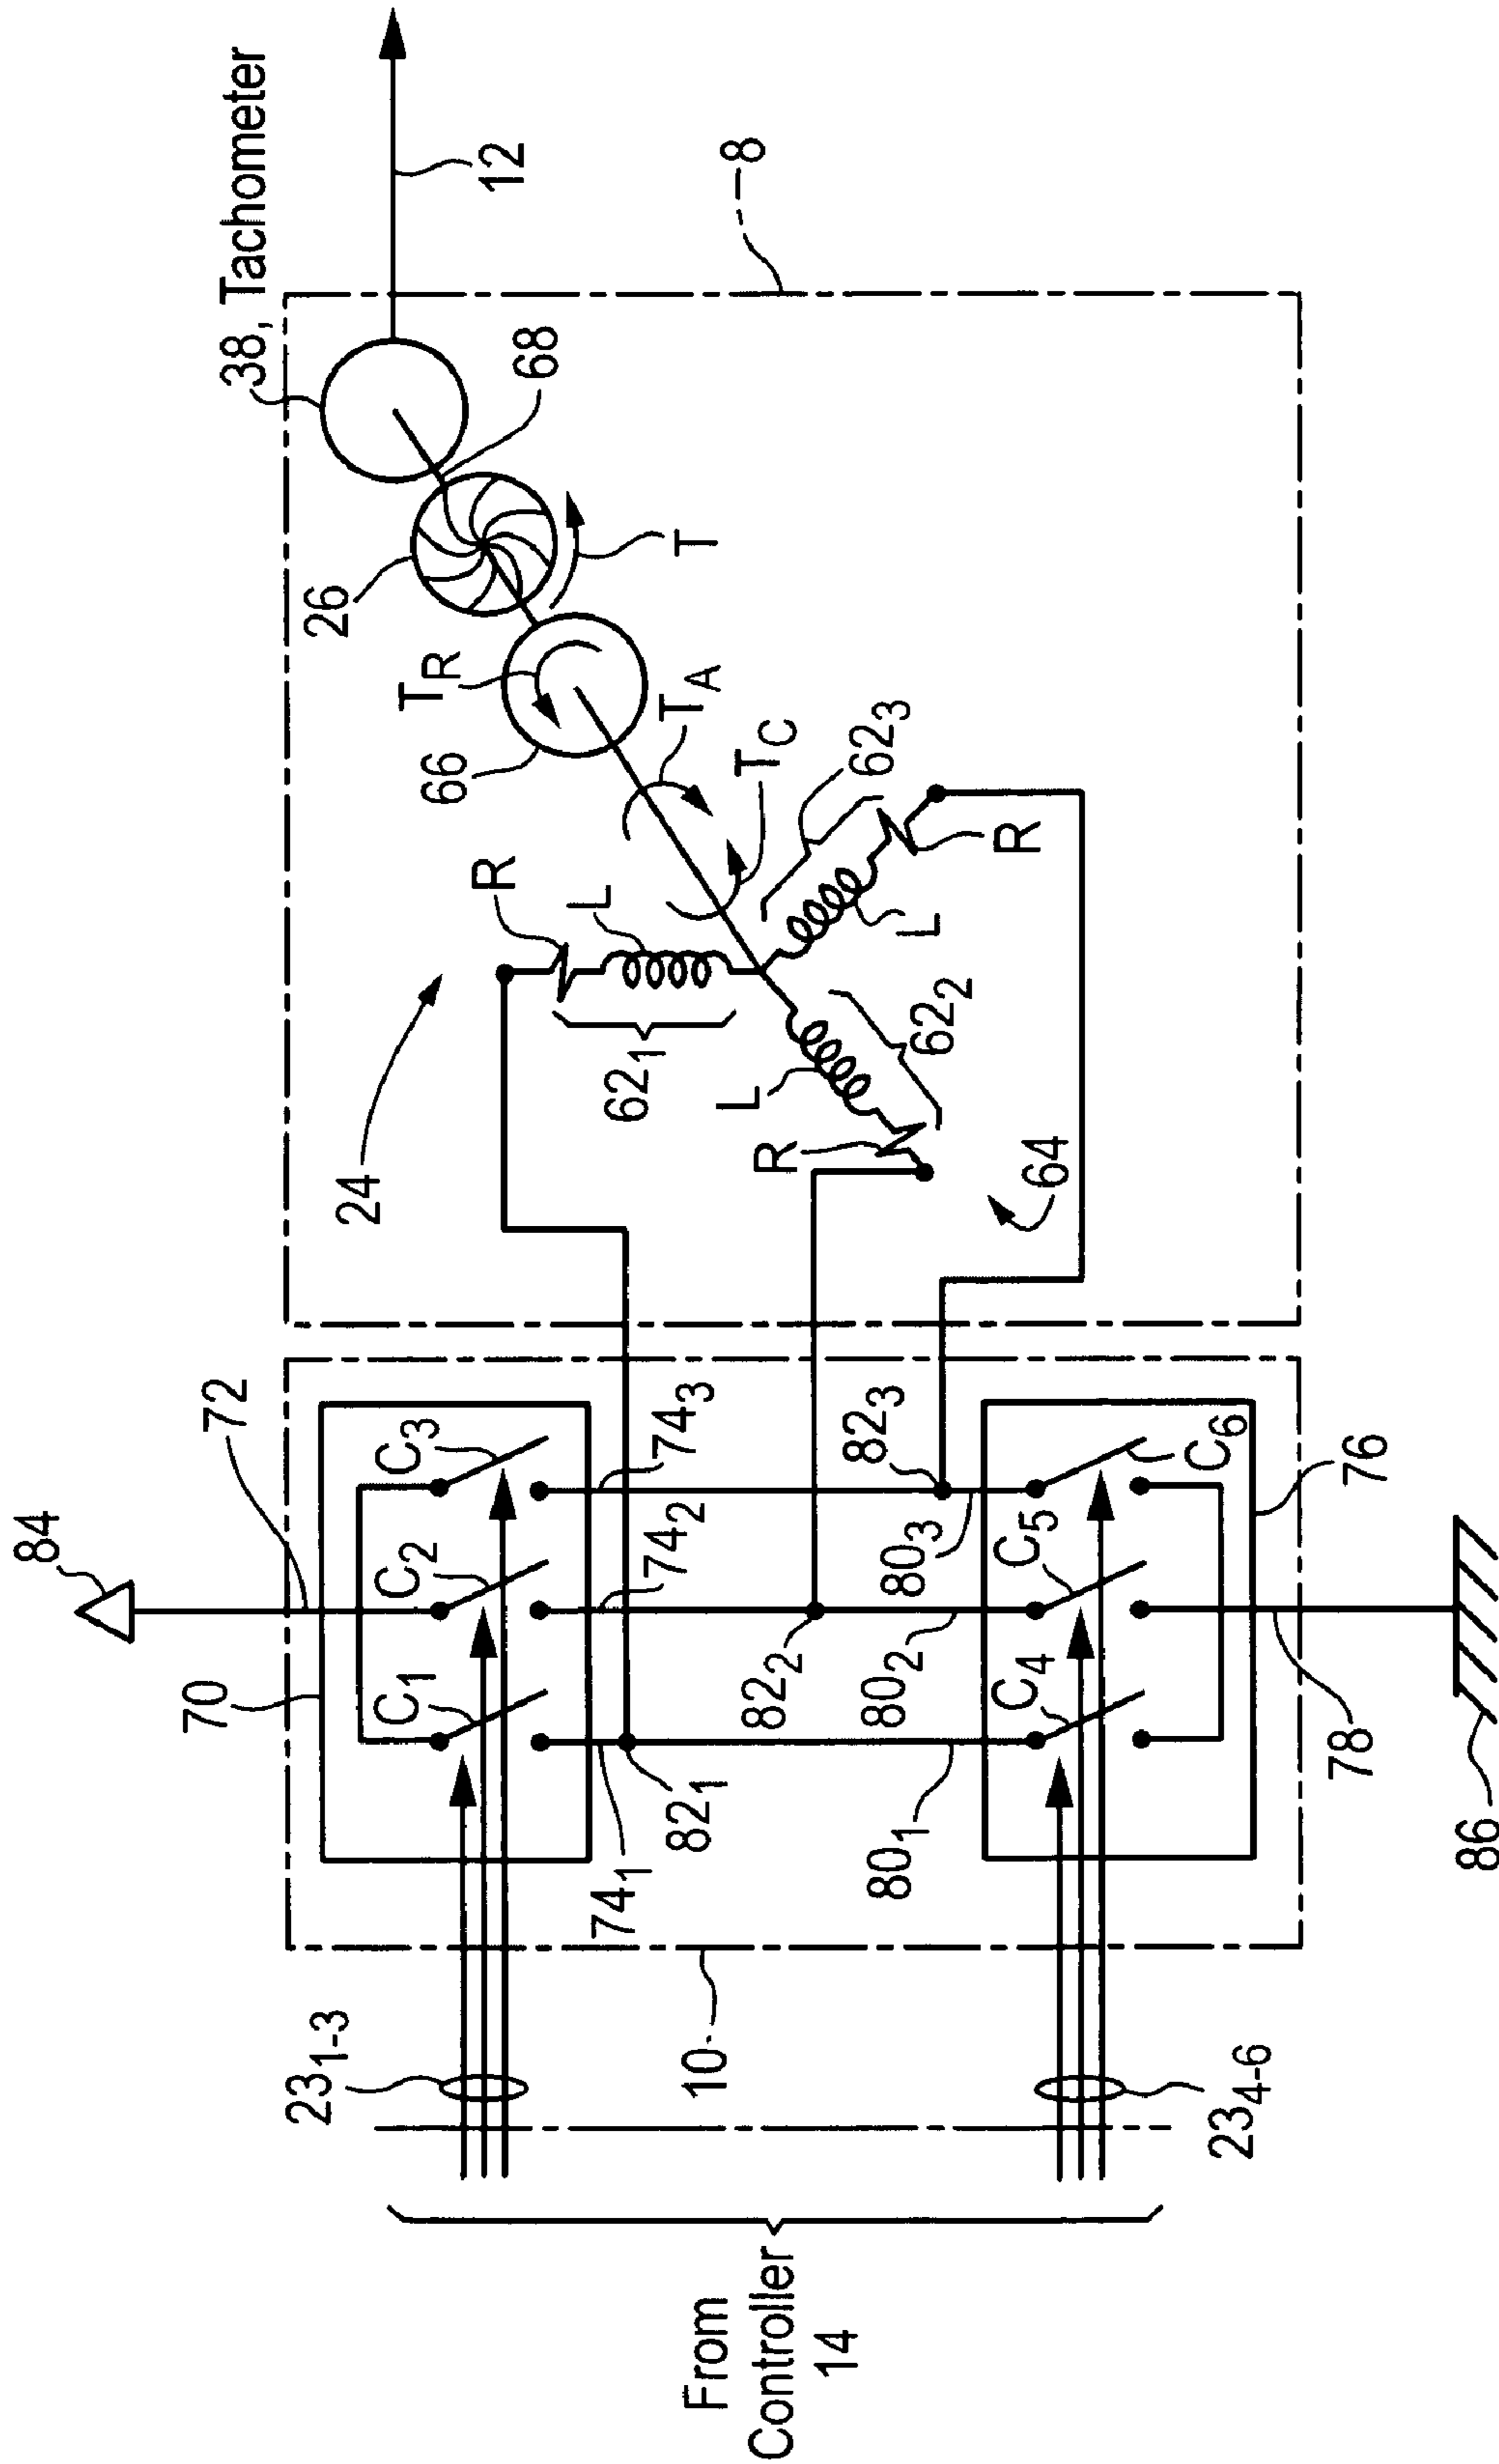 38, Tachometer
12
8
68
26
T
T_R
66
T_A
T_C
62_3
R
L
R
L
62_1
62_2
L
R
24
64
84
72
70
C_1
C_2
C_3
74_3
74_2
74_1
82_1
82_2
82_3
80_1
80_2
80_3
C_4
C_5
C_6
76
78
86
10
23_1-3
23_4-6
From
Controller
14